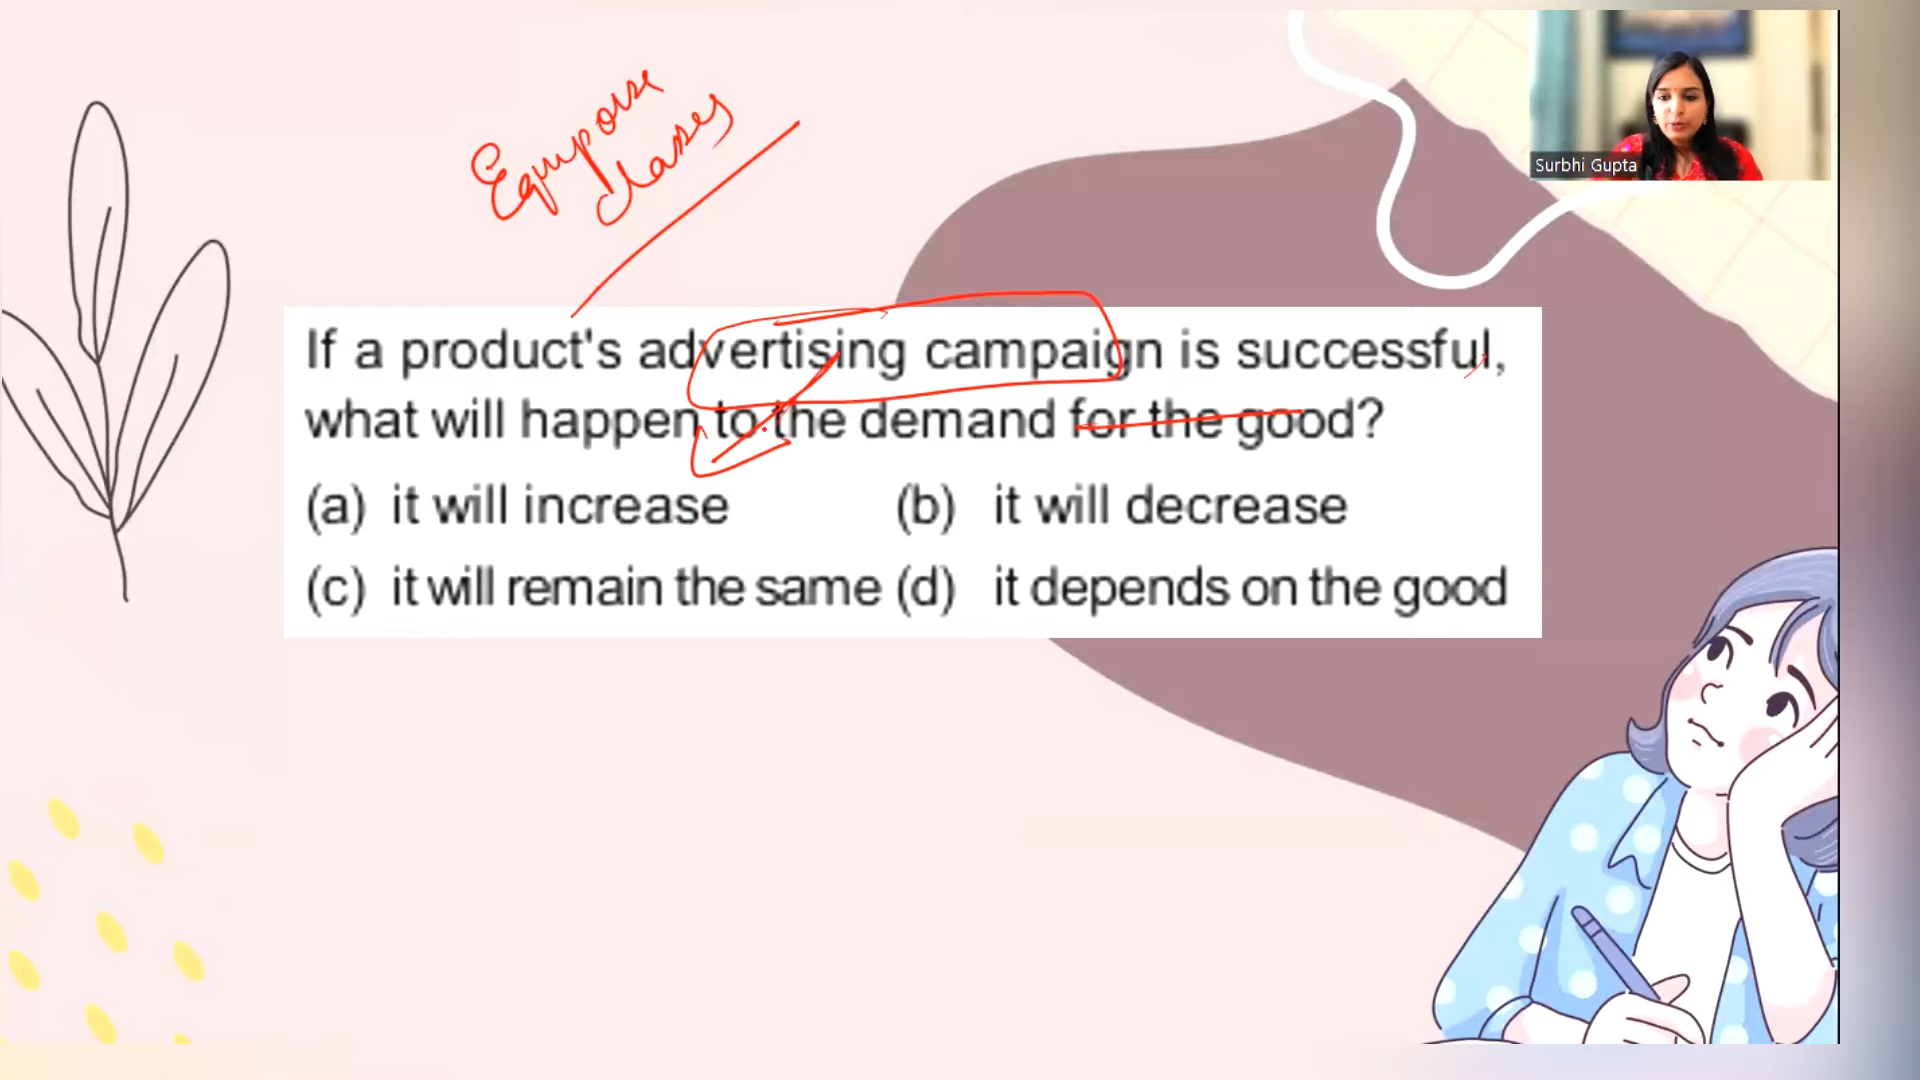 Equipoise
classes
Surbhi Gupta
If a product's advertising campaign is successful,
what will happen to the demand for the good?
(a) it will increase (b) it will decrease
(c) it will remain the same (d) it depends on the good